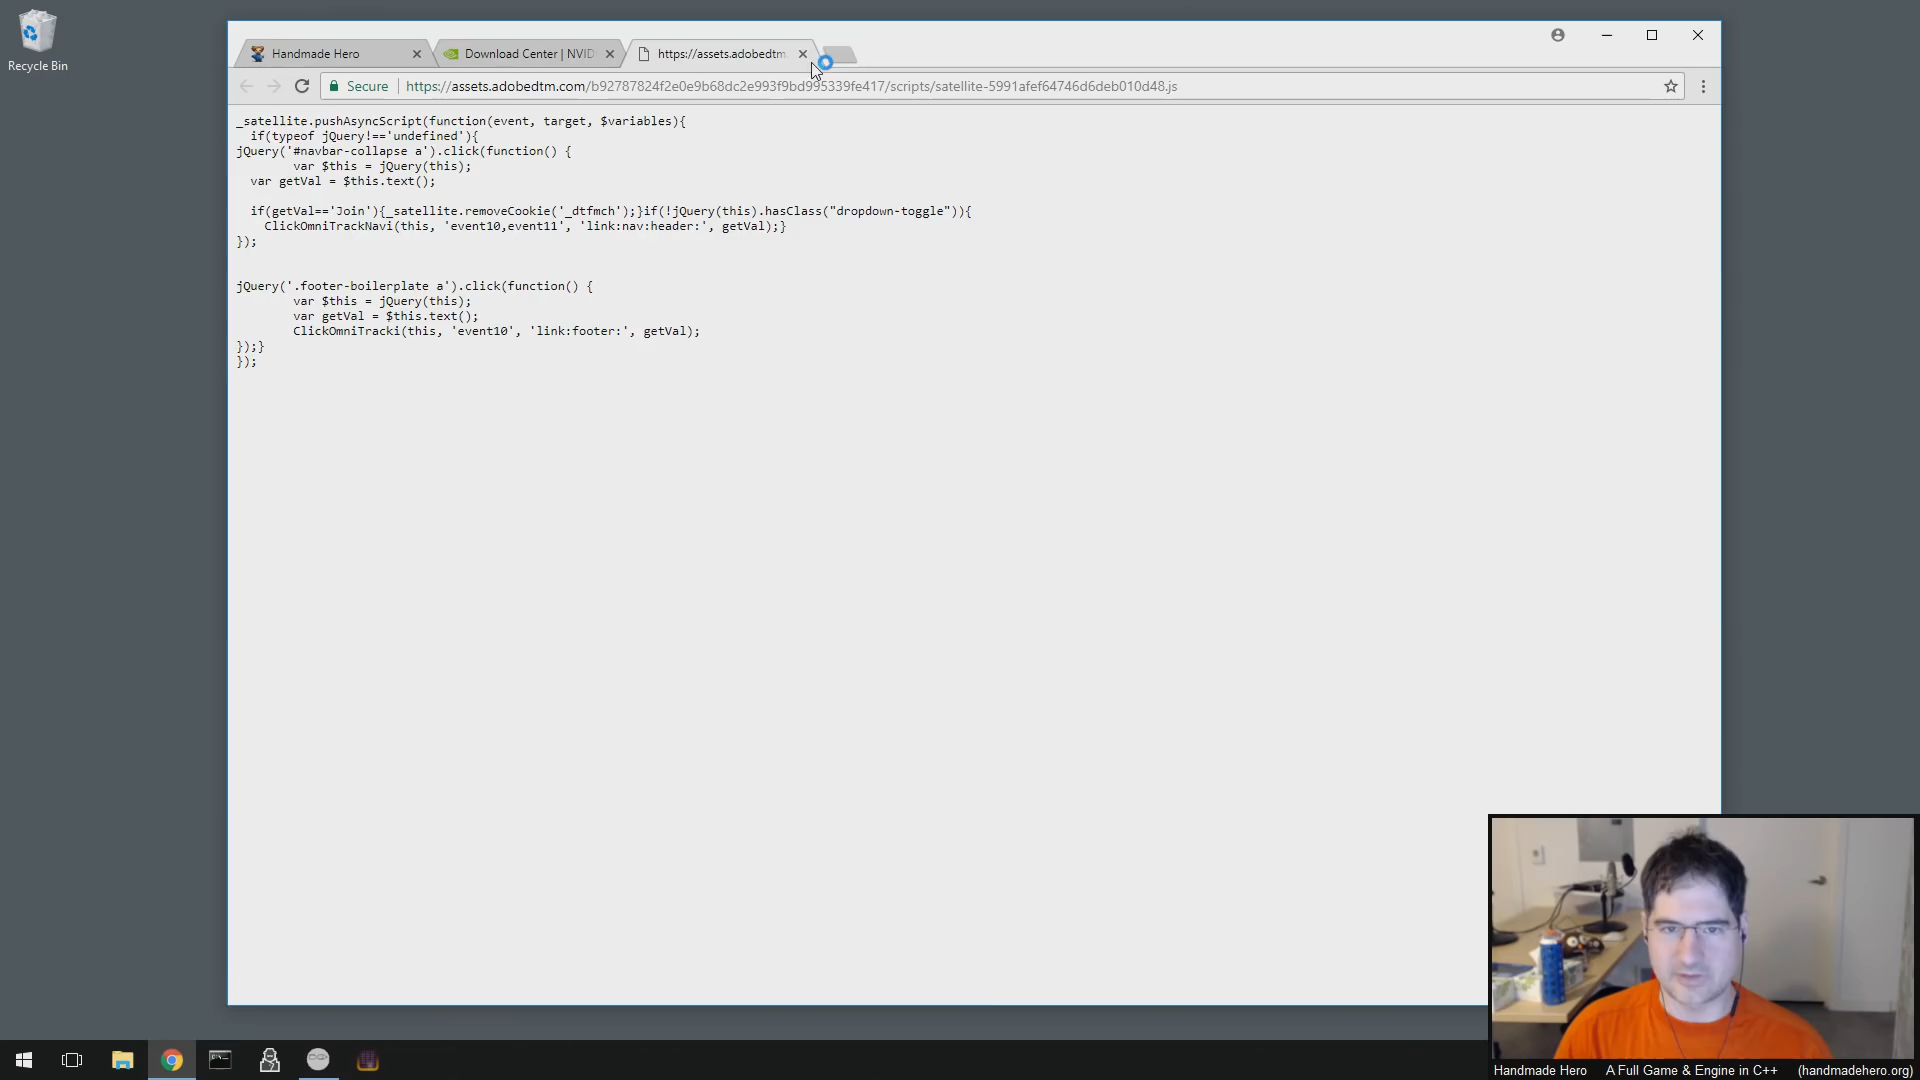 Recycle Bin
Handmade Hero
Download Center | NVID
https://assets.adobedtm
Secure
https://assets.adobedtm.com/b92787824f2e0e9b68dc2e993f9bd995339fe417/scripts/satellite-5991afef64746d6deb010d48.js
_satellite.pushAsyncScript(function(event, target, $variables){
if(typeof jQuery!=='undefined'){
jQuery('#navbar-collapse a').click(function() {
var $this = jQuery(this);
var getVal = $this.text();
if(getVal=='Join'){_satellite.removeCookie('_dtfmch');}if(!jQuery(this).hasClass("dropdown-toggle")){
ClickOmniTrackNavi(this, 'event10,event11', 'link:nav:header:', getVal);}
});
jQuery('.footer-boilerplate a').click(function() {
var $this = jQuery(this);
var getVal = $this.text();
ClickOmniTracki(this, 'event10', 'link:footer:', getVal);
});}
});
Handmade Hero A Full Game & Engine in C++ (handmadehero.org)